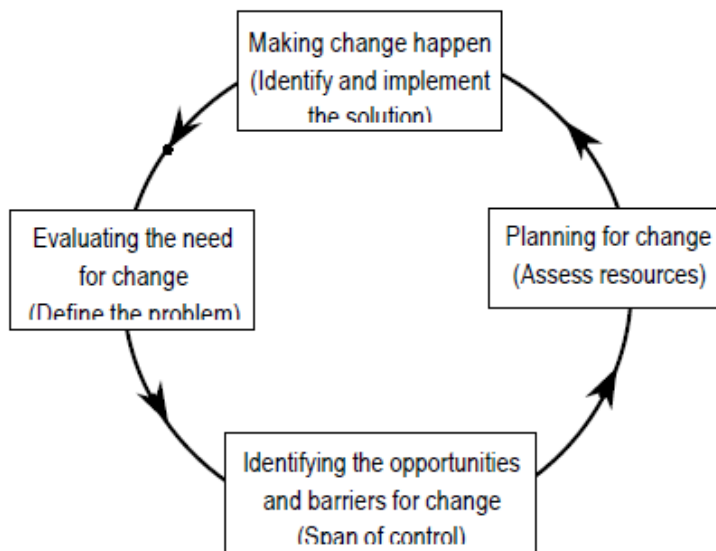 Making change happen
(Identify and implement
the solution)
Evaluating the need
for change
(Define the problem)
Planning for change
(Assess resources)
Identifying the opportunities
and barriers for change
(Span of control)